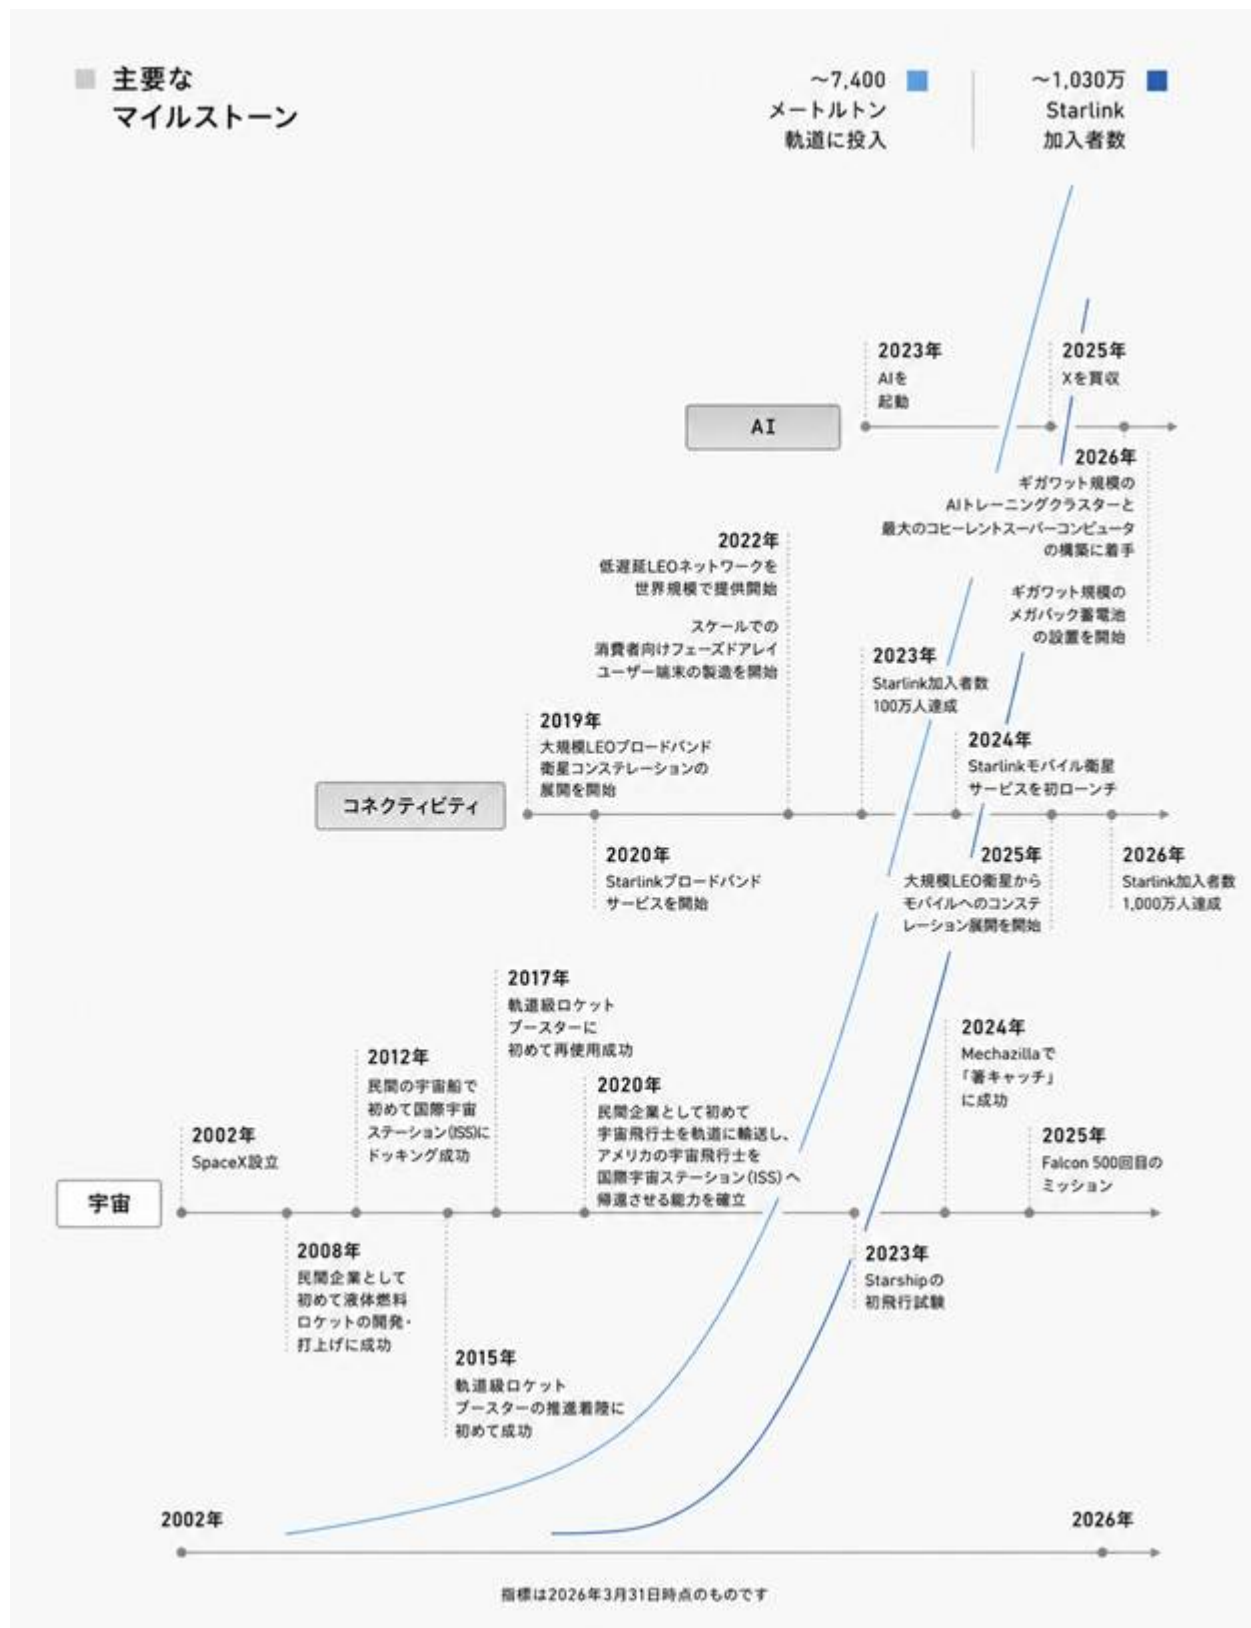 主要な
マイルストーン
~7,400
メートルトン
軌道に投入
~1,030万
Starlink
加入者数
2023年
AIを
起動
2025年
Xを買収
AI
2026年
ギガワット規模の
AIトレーニングクラスターと
最大のコヒーレントスーパーコンピュータ
の構築に着手
ギガワット規模の
メガパック蓄電池
の設置を開始
2022年
低遅延LEOネットワークを
世界規模で提供開始
スケールでの
消費者向けフェーズドアレイ
ユーザー端末の製造を開始
2023年
Starlink加入者数
100万人達成
2019年
大規模LEOブロードバンド
衛星コンステレーションの
展開を開始
2024年
Starlinkモバイル衛星
サービスを初ローンチ
コネクティビティ
2020年
Starlinkブロードバンド
サービスを開始
2025年
大規模LEO衛星から
モバイルへのコンステ
レーション展開を開始
2026年
Starlink加入者数
1,000万人達成
2017年
軌道級ロケット
ブースターに
初めて再使用成功
2012年
民間の宇宙船で
初めて国際宇宙
ステーション(ISS)に
ドッキング成功
2020年
民間企業として初めて
宇宙飛行士を軌道に輸送し、
アメリカの宇宙飛行士を
国際宇宙ステーション(ISS)へ
帰還させる能力を確立
2024年
Mechazillaで
「箸キャッチ」
に成功
2002年
SpaceX設立
2025年
Falcon 500回目の
ミッション
宇宙
2008年
民間企業として
初めて液体燃料
ロケットの開発・
打上げに成功
2023年
Starshipの
初飛行試験
2015年
軌道級ロケット
ブースターの推進着陸に
初めて成功
2002年
2026年
指標は2026年3月31日時点のものです